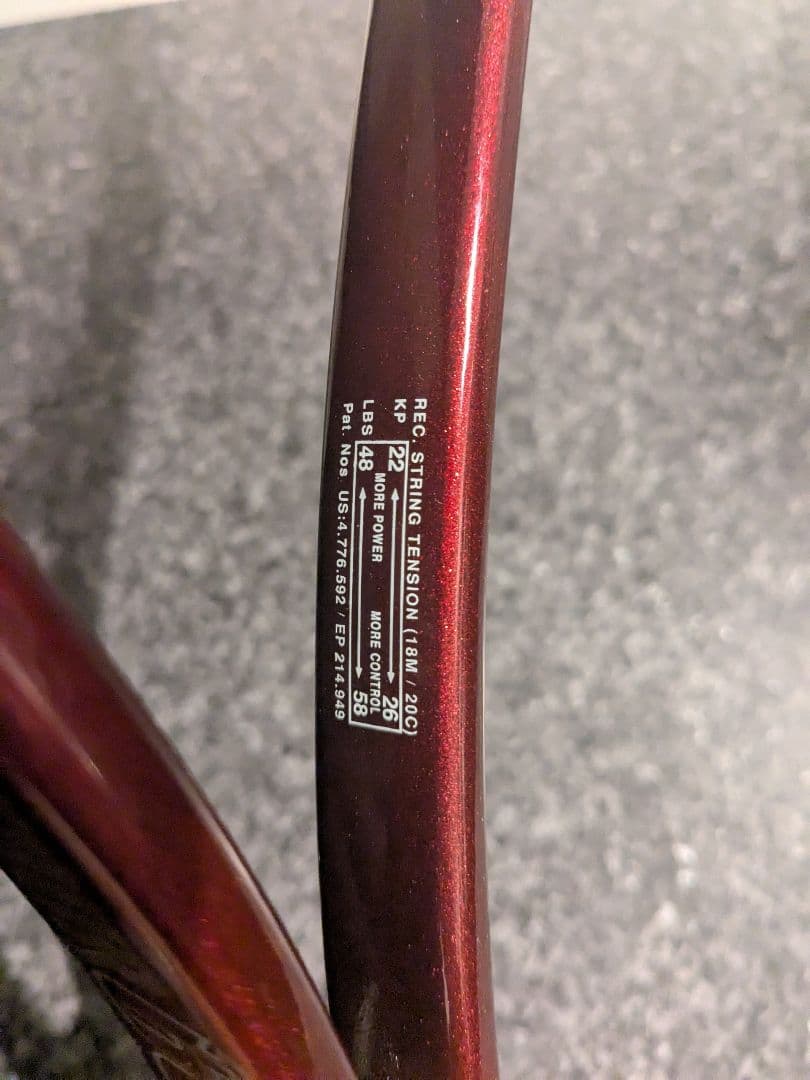 REC. STRING TENSION (18M / 20C)
KP 22 26
MORE POWER MORE CONTROL
LBS 48 58
Pat. Nos US:4.776.592 / EP 214.949